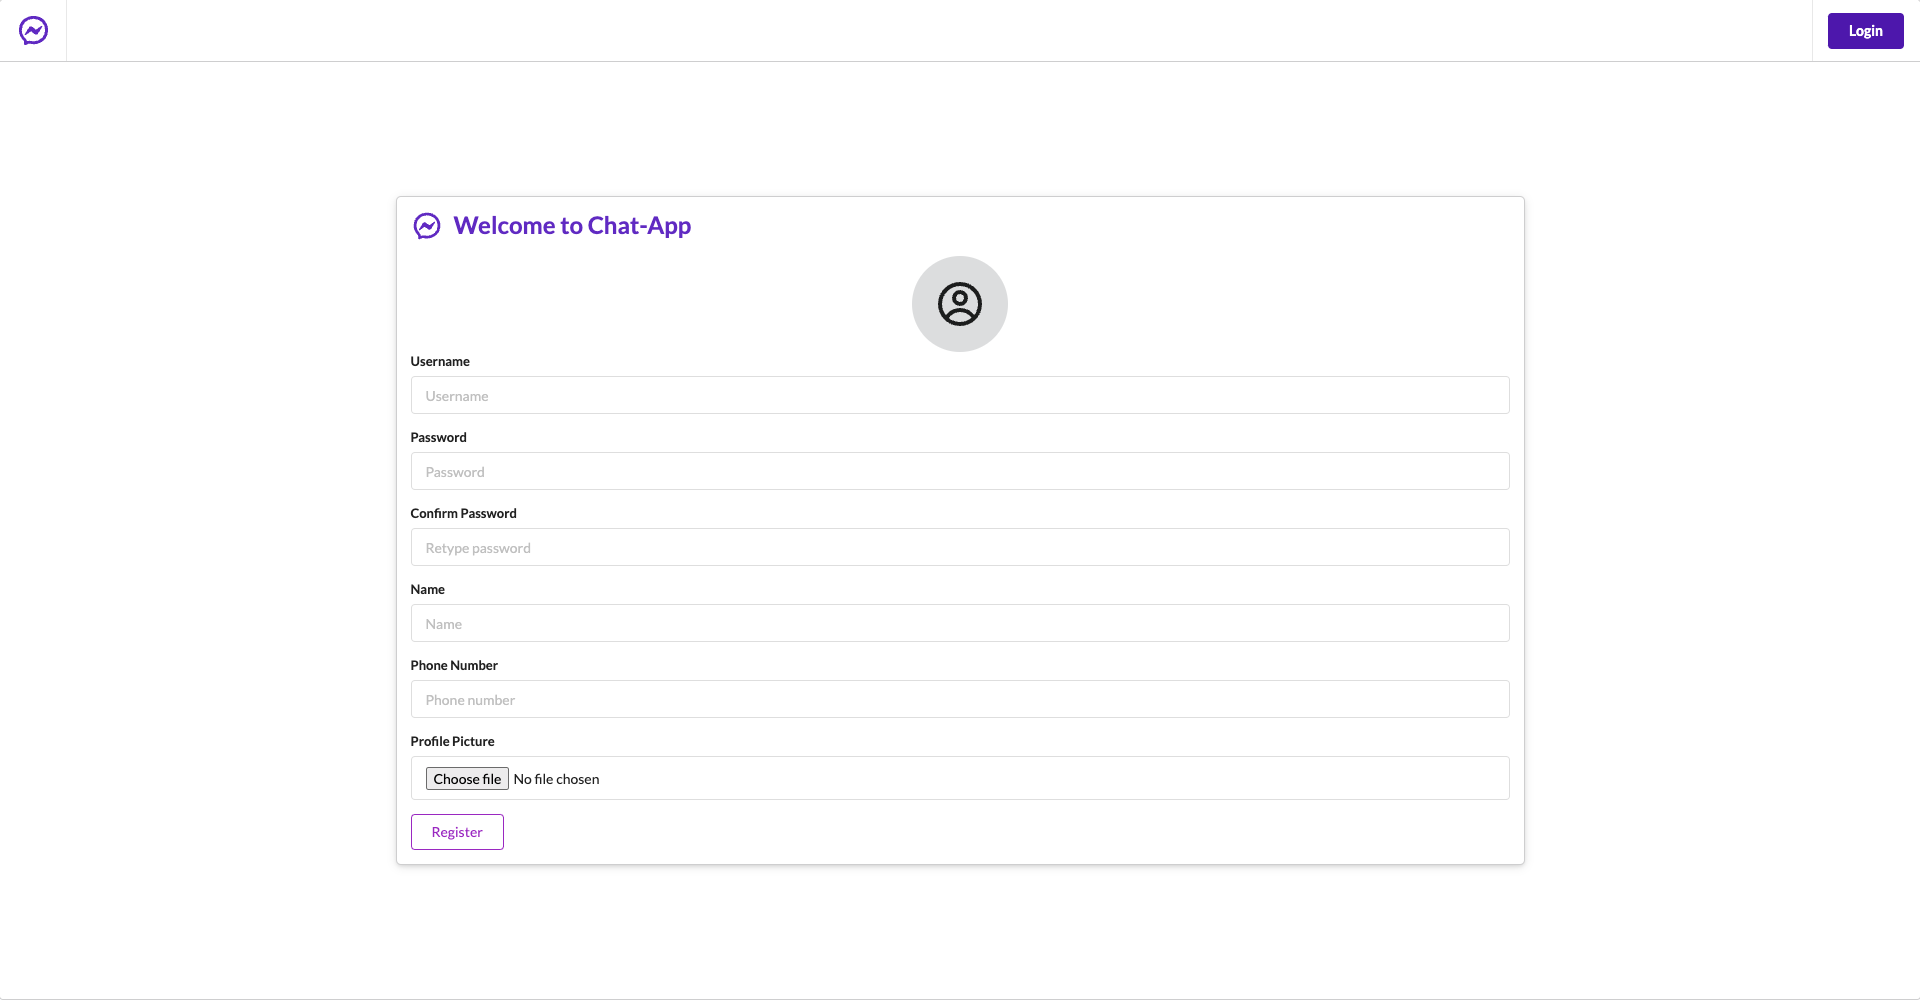 Login
Welcome to Chat-App
Username
Username
Password
Password
Confirm Password
Retype password
Name
Name
Phone Number
Phone number
Profile Picture
Choose file No file chosen
Register